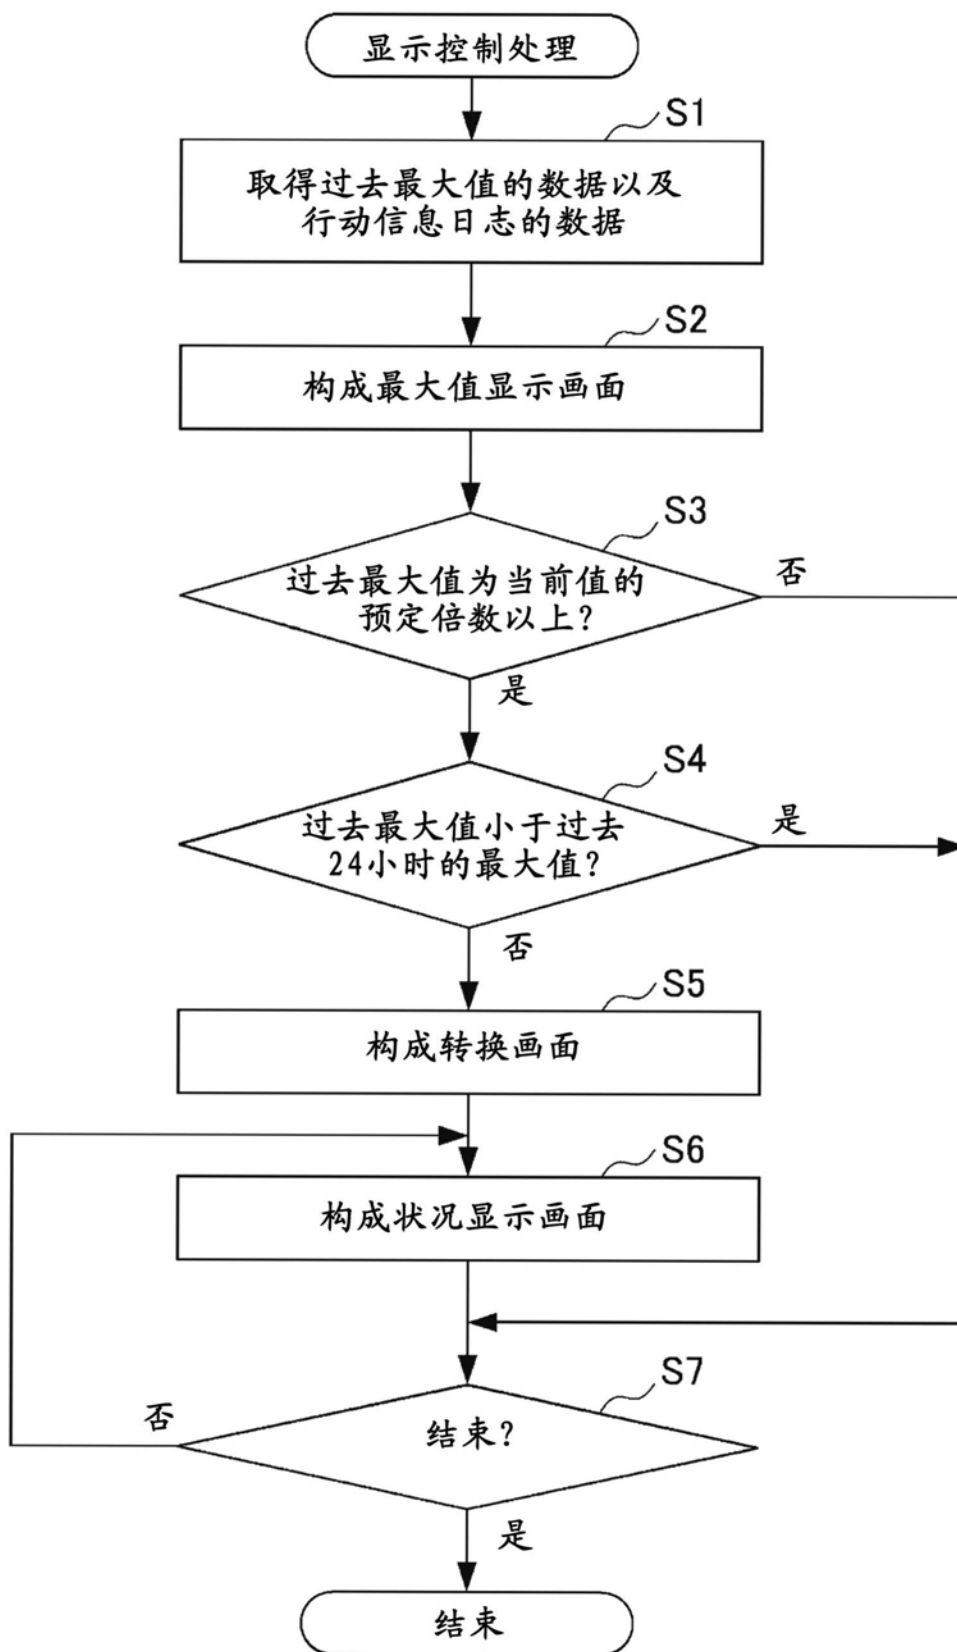 显示控制处理
S1
取得过去最大值的数据以及
行动信息日志的数据
S2
构成最大值显示画面
S3
过去最大值为当前值的
预定倍数以上?
否
是
S4
过去最大值小于过去
24小时的最大值?
是
否
S5
构成转换画面
S6
构成状况显示画面
S7
结束?
否
是
结束